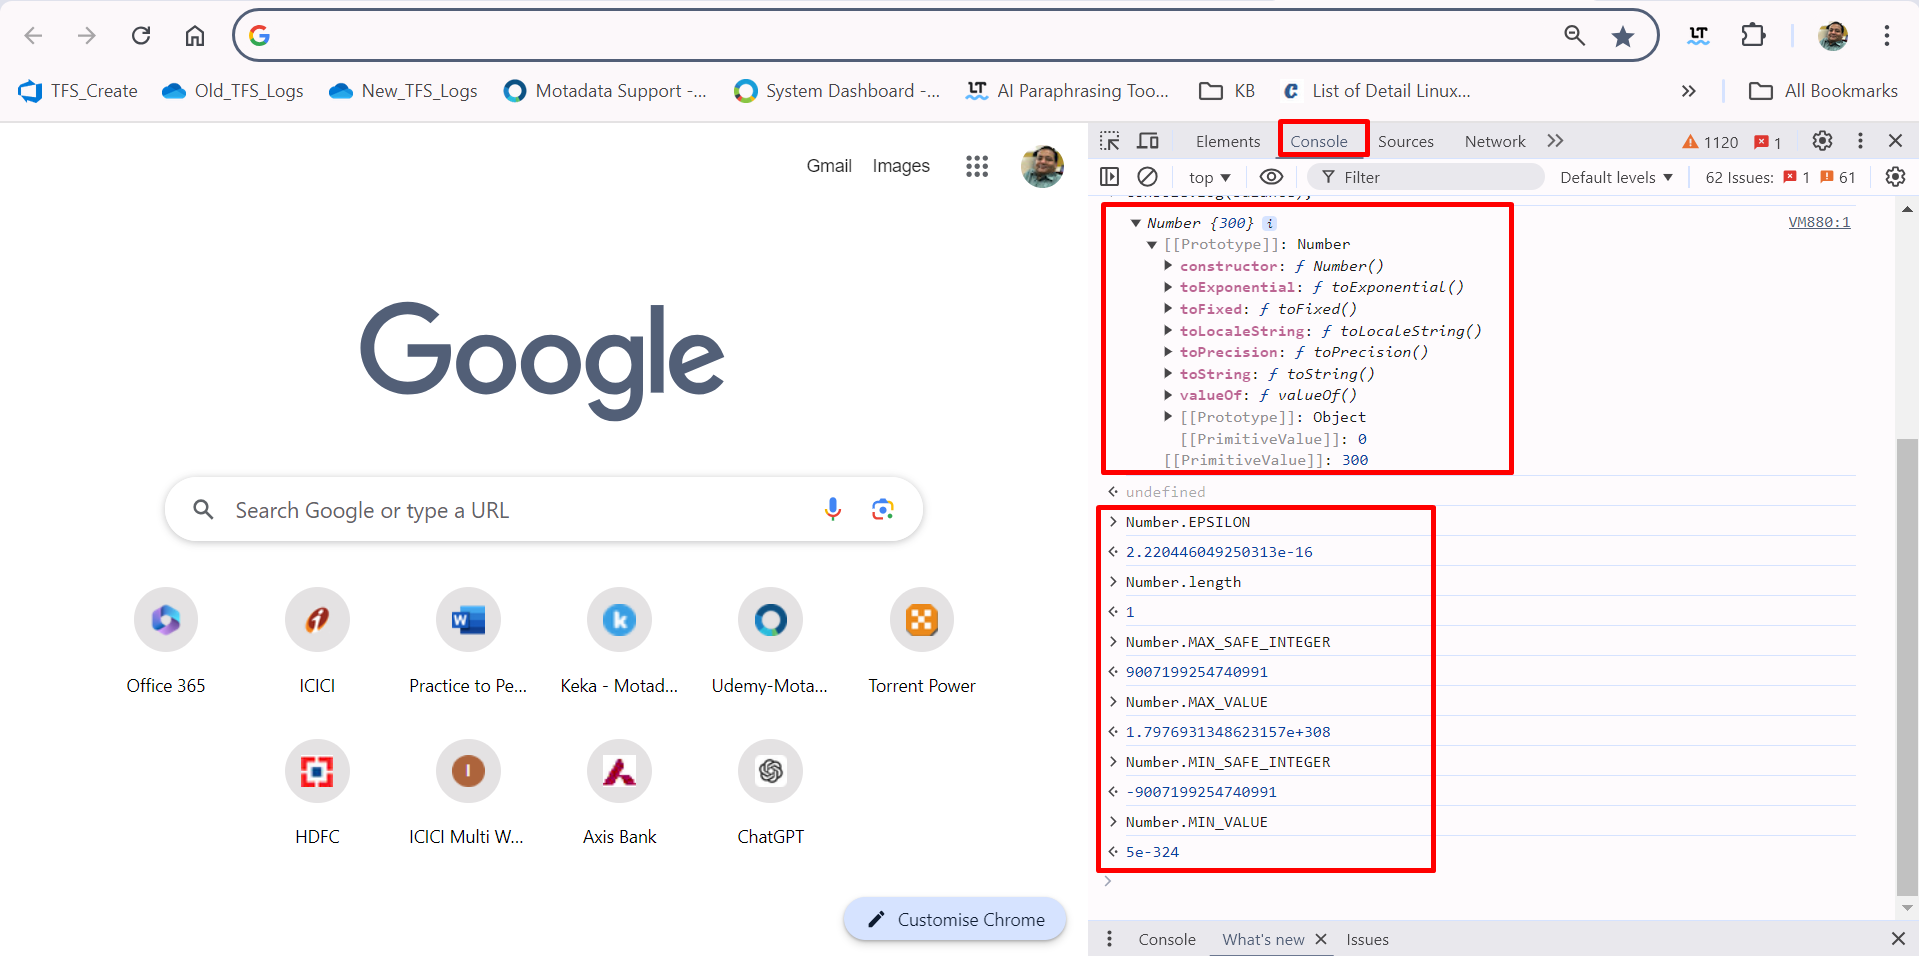 TFS_Create
Old_TFS_Logs
New_TFS_Logs
Motadata Support -...
System Dashboard -...
LT
AI Paraphrasing Too...
KB
List of Detail Linux...
All Bookmarks
LT
Gmail
Images
Google
Search Google or type a URL
Office 365
ICICI
Practice to Pe...
Keka - Motad...
Udemy-Mota...
Torrent Power
HDFC
ICICI Multi W...
Axis Bank
ChatGPT
Customise Chrome
Elements
Console
Sources
Network
1120
1
top
Filter
Default levels
62 Issues:
1
61
VM880:1
Number {300}
[[Prototype]]: Number
constructor: ƒ Number()
toExponential: ƒ toExponential()
toFixed: ƒ toFixed()
toLocaleString: ƒ toLocaleString()
toPrecision: ƒ toPrecision()
toString: ƒ toString()
valueOf: ƒ valueOf()
[[Prototype]]: Object
[[PrimitiveValue]]: 0
[[PrimitiveValue]]: 300
undefined
Number.EPSILON
2.220446049250313e-16
Number.length
1
Number.MAX_SAFE_INTEGER
9007199254740991
Number.MAX_VALUE
1.7976931348623157e+308
Number.MIN_SAFE_INTEGER
-9007199254740991
Number.MIN_VALUE
5e-324
Console
What's new
Issues